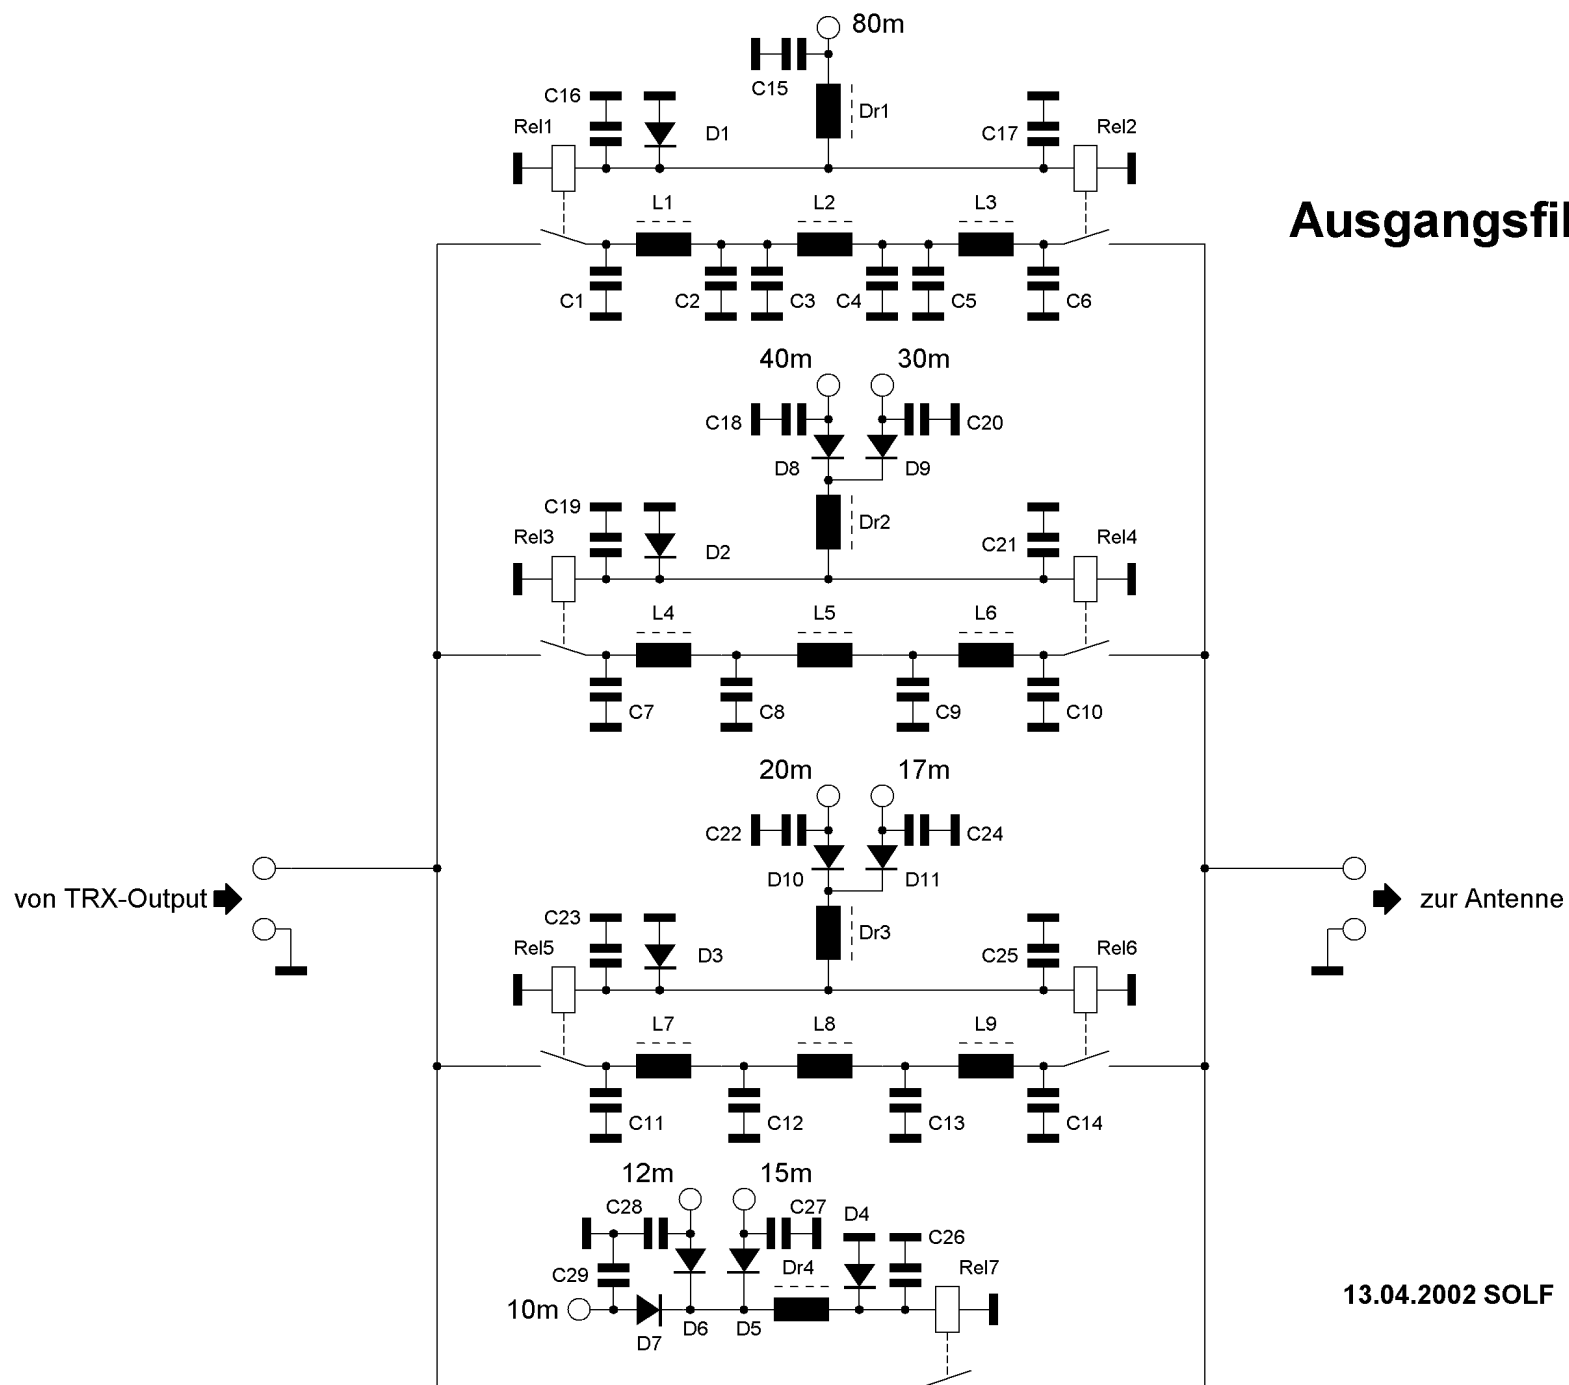 80m
C15
C16
Dr1
Rel1
D1
C17
Rel2
L1
L2
L3
Ausgangsfil
C1
C2
C3
C4
C5
C6
40m
30m
C18
C20
D8
D9
C19
Dr2
Rel3
D2
C21
Rel4
L4
L5
L6
C7
C8
C9
C10
20m
17m
C22
C24
D10
D11
von TRX-Output
zur Antenne
C23
Dr3
Rel5
D3
C25
Rel6
L7
L8
L9
C11
C12
C13
C14
12m
15m
C28
C27
D4
C26
C29
Dr4
Rel7
10m
D7
D6
D5
13.04.2002 SOLF